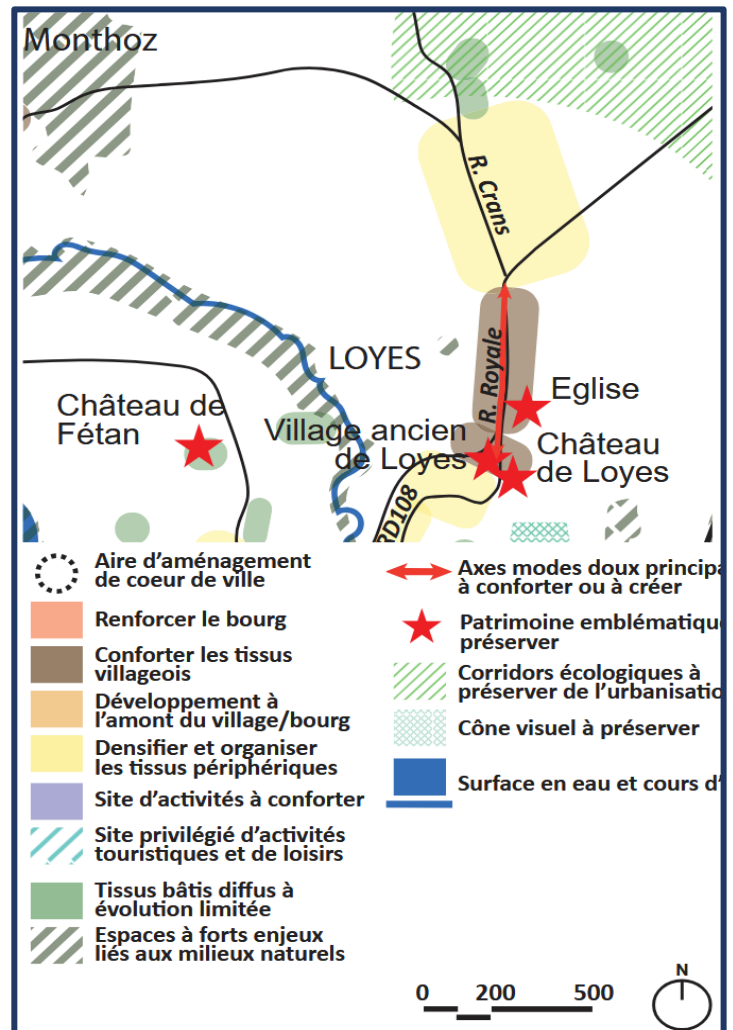 Monthoz
R. Crans
LOYES
R. Royale
Eglise
Château de
Fétan
Village ancien
de Loyes
Château
de Loyes
RD108
Aire d'aménagement
de coeur de ville
Renforcer le bourg
Conforter les tissus
villageois
Développement à
l'amont du village/bourg
Densifier et organiser
les tissus périphériques
Site d'activités à conforter
Site privilégié d'activités
touristiques et de loisirs
Tissus bâtis diffus à
évolution limitée
Espaces à forts enjeux
liés aux milieux naturels
Axes modes doux principa
à conforter ou à créer
Patrimoine emblématique
préserver
Corridors écologiques à
préserver de l'urbanisatio
Cône visuel à préserver
Surface en eau et cours d'
0 200 500
N